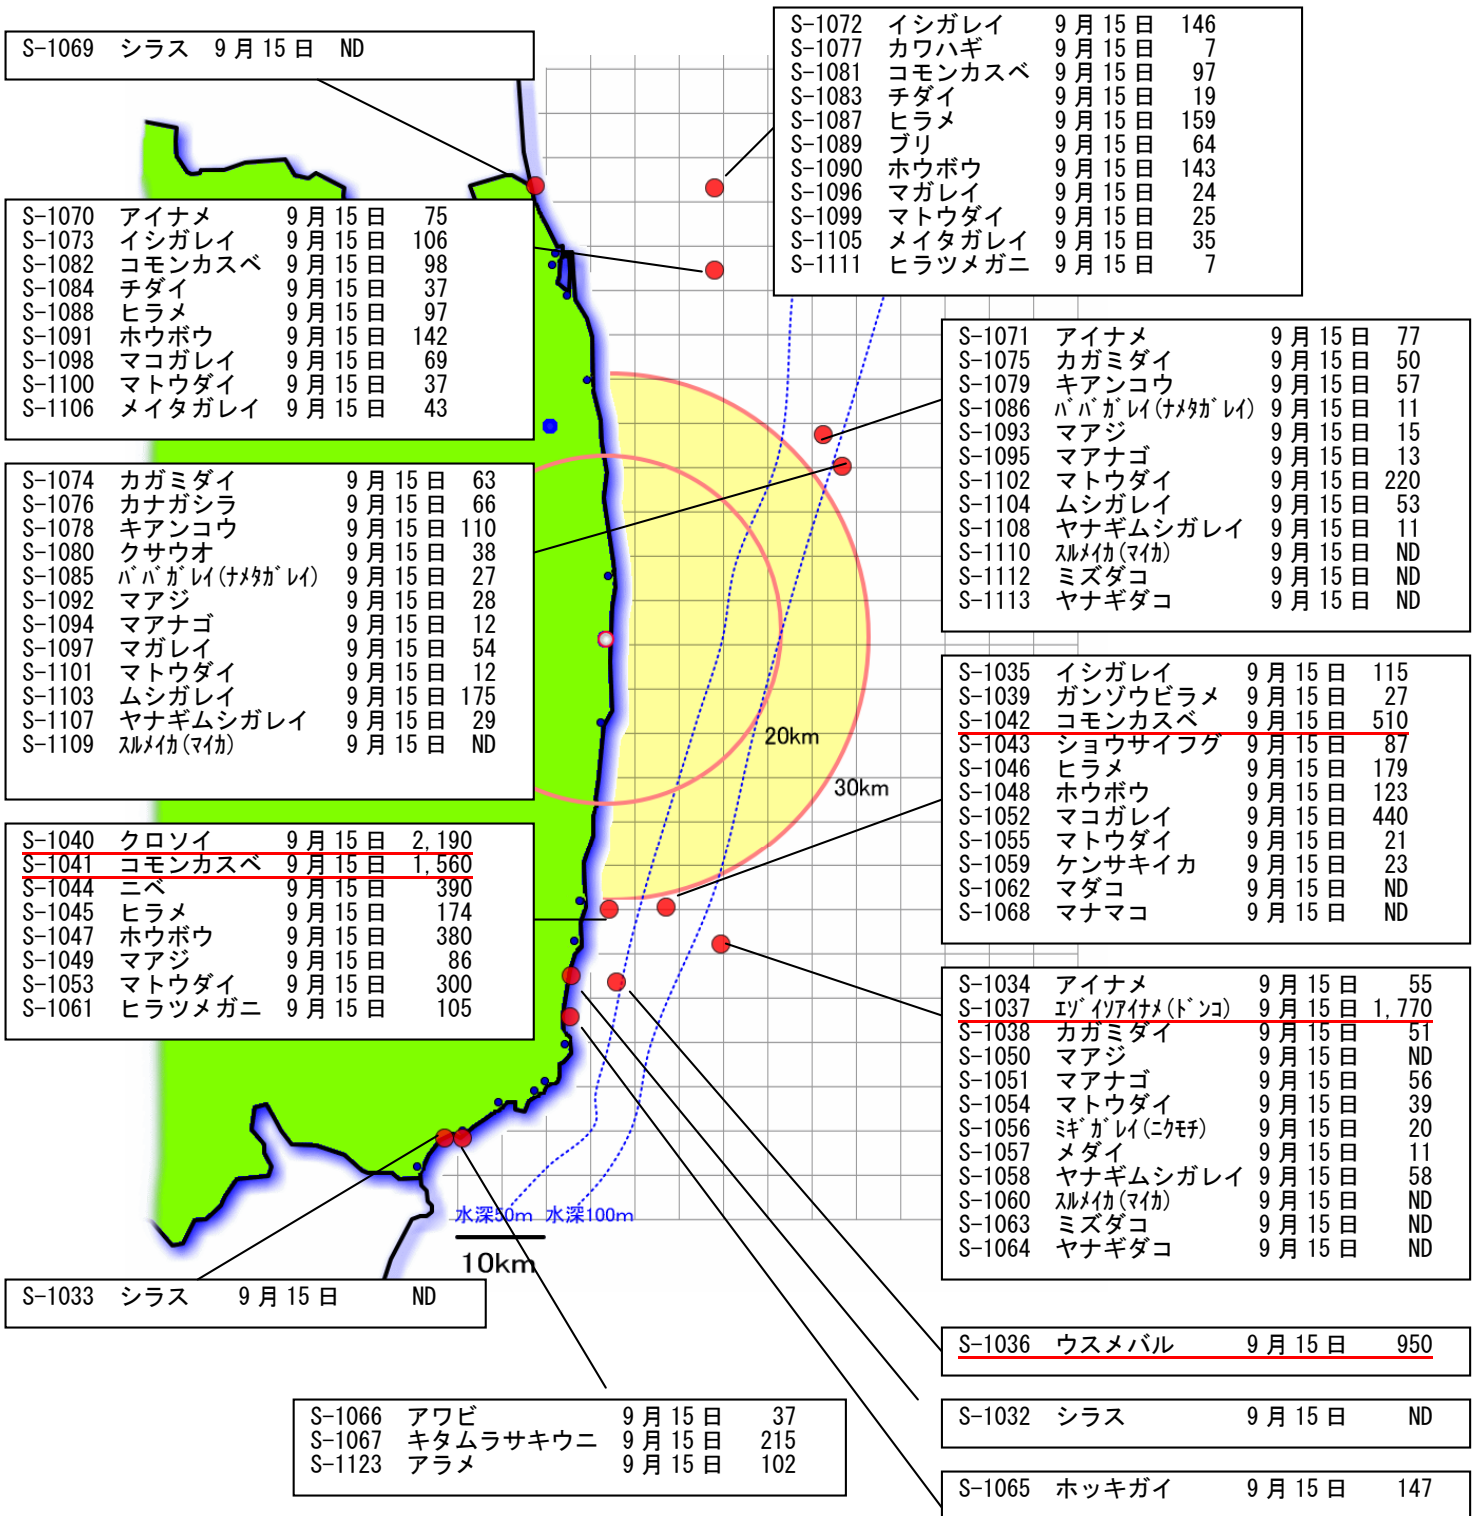 S-1069 シラス 9月15日 ND
S-1072 イシガレイ 9月15日 146
S-1077 カワハギ 9月15日 7
S-1081 コモンカスベ 9月15日 97
S-1083 チダイ 9月15日 19
S-1087 ヒラメ 9月15日 159
S-1089 ブリ 9月15日 64
S-1090 ホウボウ 9月15日 143
S-1096 マガレイ 9月15日 24
S-1099 マトウダイ 9月15日 25
S-1105 メイタガレイ 9月15日 35
S-1111 ヒラツメガニ 9月15日 7
S-1070 アイナメ 9月15日 75
S-1073 イシガレイ 9月15日 106
S-1082 コモンカスベ 9月15日 98
S-1084 チダイ 9月15日 37
S-1088 ヒラメ 9月15日 97
S-1091 ホウボウ 9月15日 142
S-1098 マコガレイ 9月15日 69
S-1100 マトウダイ 9月15日 37
S-1106 メイタガレイ 9月15日 43
S-1071 アイナメ 9月15日 77
S-1075 カガミダイ 9月15日 50
S-1079 キアンコウ 9月15日 57
S-1086 ババガレイ(ナメタガレイ) 9月15日 11
S-1093 マアジ 9月15日 15
S-1095 マアナゴ 9月15日 13
S-1102 マトウダイ 9月15日 220
S-1104 ムシガレイ 9月15日 53
S-1108 ヤナギムシガレイ 9月15日 11
S-1110 スルメイカ(マイカ) 9月15日 ND
S-1112 ミズダコ 9月15日 ND
S-1113 ヤナギダコ 9月15日 ND
S-1074 カガミダイ 9月15日 63
S-1076 カナガシラ 9月15日 66
S-1078 キアンコウ 9月15日 110
S-1080 クサウオ 9月15日 38
S-1085 ババガレイ(ナメタガレイ) 9月15日 27
S-1092 マアジ 9月15日 28
S-1094 マアナゴ 9月15日 12
S-1097 マガレイ 9月15日 54
S-1101 マトウダイ 9月15日 12
S-1103 ムシガレイ 9月15日 175
S-1107 ヤナギムシガレイ 9月15日 29
S-1109 スルメイカ(マイカ) 9月15日 ND
20km
30km
S-1035 イシガレイ 9月15日 115
S-1039 ガンゾウビラメ 9月15日 27
S-1042 コモンカスベ 9月15日 510
S-1043 ショウサイフグ 9月15日 87
S-1046 ヒラメ 9月15日 179
S-1048 ホウボウ 9月15日 123
S-1052 マコガレイ 9月15日 440
S-1055 マトウダイ 9月15日 21
S-1059 ケンサキイカ 9月15日 23
S-1062 マダコ 9月15日 ND
S-1068 マナマコ 9月15日 ND
S-1040 クロソイ 9月15日 2,190
S-1041 コモンカスベ 9月15日 1,560
S-1044 ニベ 9月15日 390
S-1045 ヒラメ 9月15日 174
S-1047 ホウボウ 9月15日 380
S-1049 マアジ 9月15日 86
S-1053 マトウダイ 9月15日 300
S-1061 ヒラツメガニ 9月15日 105
S-1034 アイナメ 9月15日 55
S-1037 エゾイソアイナメ(ドンコ) 9月15日 1,770
S-1038 カガミダイ 9月15日 51
S-1050 マアジ 9月15日 ND
S-1051 マアナゴ 9月15日 56
S-1054 マトウダイ 9月15日 39
S-1056 ミギガレイ(ニクモチ) 9月15日 20
S-1057 メダイ 9月15日 11
S-1058 ヤナギムシガレイ 9月15日 58
S-1060 スルメイカ(マイカ) 9月15日 ND
S-1063 ミズダコ 9月15日 ND
S-1064 ヤナギダコ 9月15日 ND
水深50m 水深100m
10km
S-1033 シラス 9月15日 ND
S-1036 ウスメバル 9月15日 950
S-1066 アワビ 9月15日 37
S-1067 キタムラサキウニ 9月15日 215
S-1123 アラメ 9月15日 102
S-1032 シラス 9月15日 ND
S-1065 ホッキガイ 9月15日 147